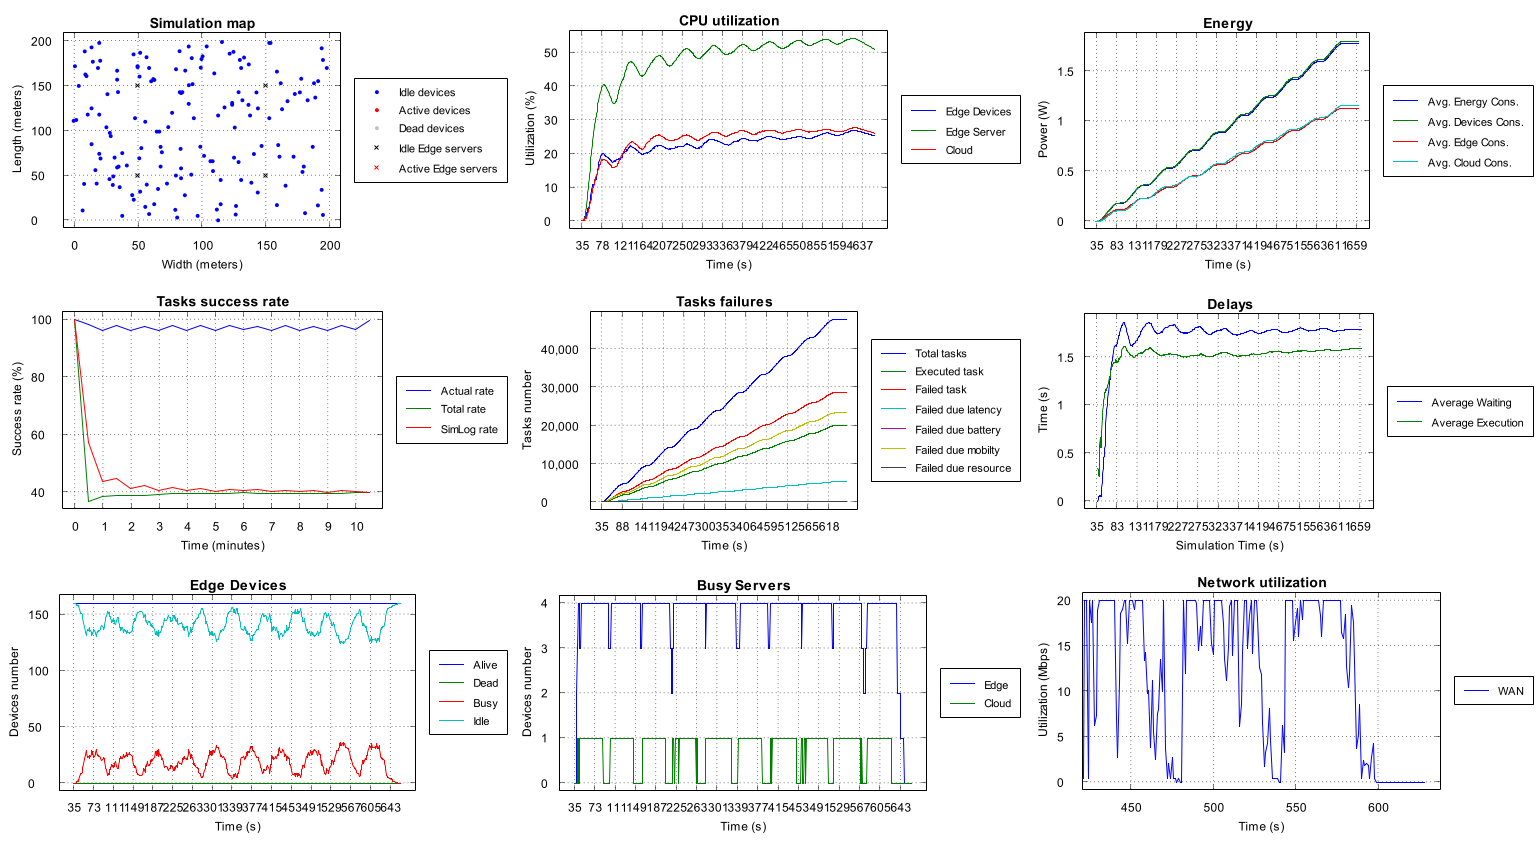 Simulation map
200
150
100
50
0
0 50 100 150 200
Length (meters)
Width (meters)
Idle devices
Active devices
Dead devices
Idle Edge servers
Active Edge servers
CPU utilization
50
40
30
20
10
0
Utilization (%)
Time (s)
Edge Devices
Edge Server
Cloud
Energy
1.5
1
0.5
0
Power (W)
Time (s)
Avg. Energy Cons.
Avg. Devices Cons.
Avg. Edge Cons.
Avg. Cloud Cons.
Tasks success rate
100
80
60
40
0 1 2 3 4 5 6 7 8 9 10
Success rate (%)
Time (minutes)
Actual rate
Total rate
SimLog rate
Tasks failures
40,000
30,000
20,000
10,000
0
Tasks number
Time (s)
Total tasks
Executed task
Failed task
Failed due latency
Failed due battery
Failed due mobilty
Failed due resource
Delays
1.5
1
0.5
0
Time (s)
Simulation Time (s)
Average Waiting
Average Execution
Edge Devices
150
100
50
0
Devices number
Time (s)
Alive
Dead
Busy
Idle
Busy Servers
4
3
2
1
0
Devices number
Time (s)
Edge
Cloud
Network utilization
20
15
10
5
0
450 500 550 600
Utilization (Mbps)
Time (s)
WAN